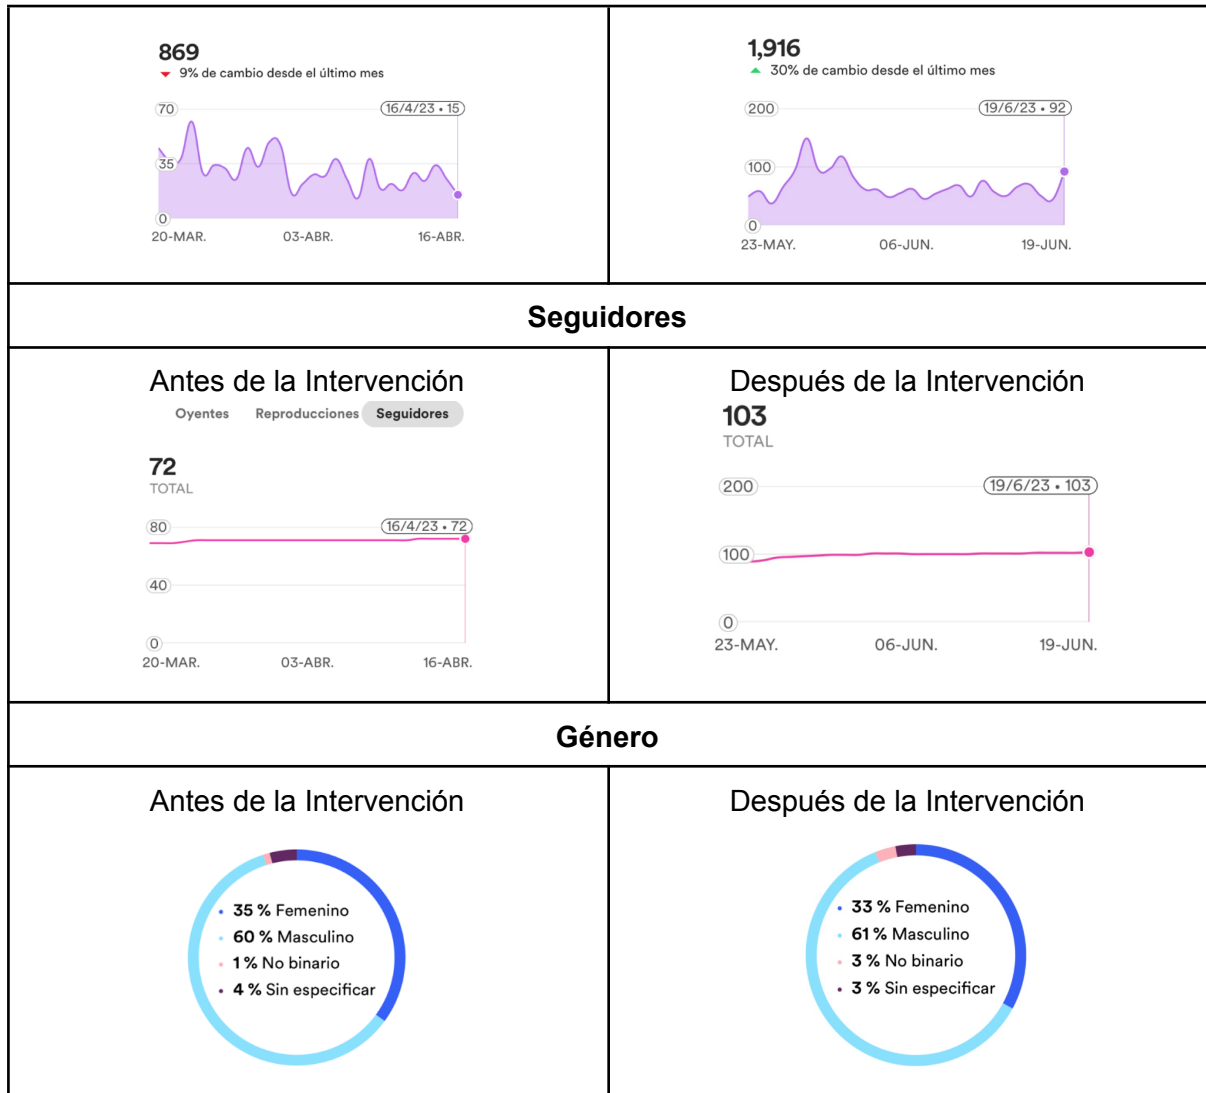 869
9% de cambio desde el último mes
70
16/4/23 • 15
35
0
20-MAR.
03-ABR.
16-ABR.
1,916
30% de cambio desde el último mes
200
19/6/23 • 92
100
0
23-MAY.
06-JUN.
19-JUN.
Seguidores
Antes de la Intervención
Oyentes Reproducciones Seguidores
72
TOTAL
80
16/4/23 • 72
40
0
20-MAR.
03-ABR.
16-ABR.
Después de la Intervención
103
TOTAL
200
19/6/23 • 103
100
0
23-MAY.
06-JUN.
19-JUN.
Género
Antes de la Intervención
35 % Femenino
60 % Masculino
1 % No binario
4 % Sin especificar
Después de la Intervención
33 % Femenino
61 % Masculino
3 % No binario
3 % Sin especificar